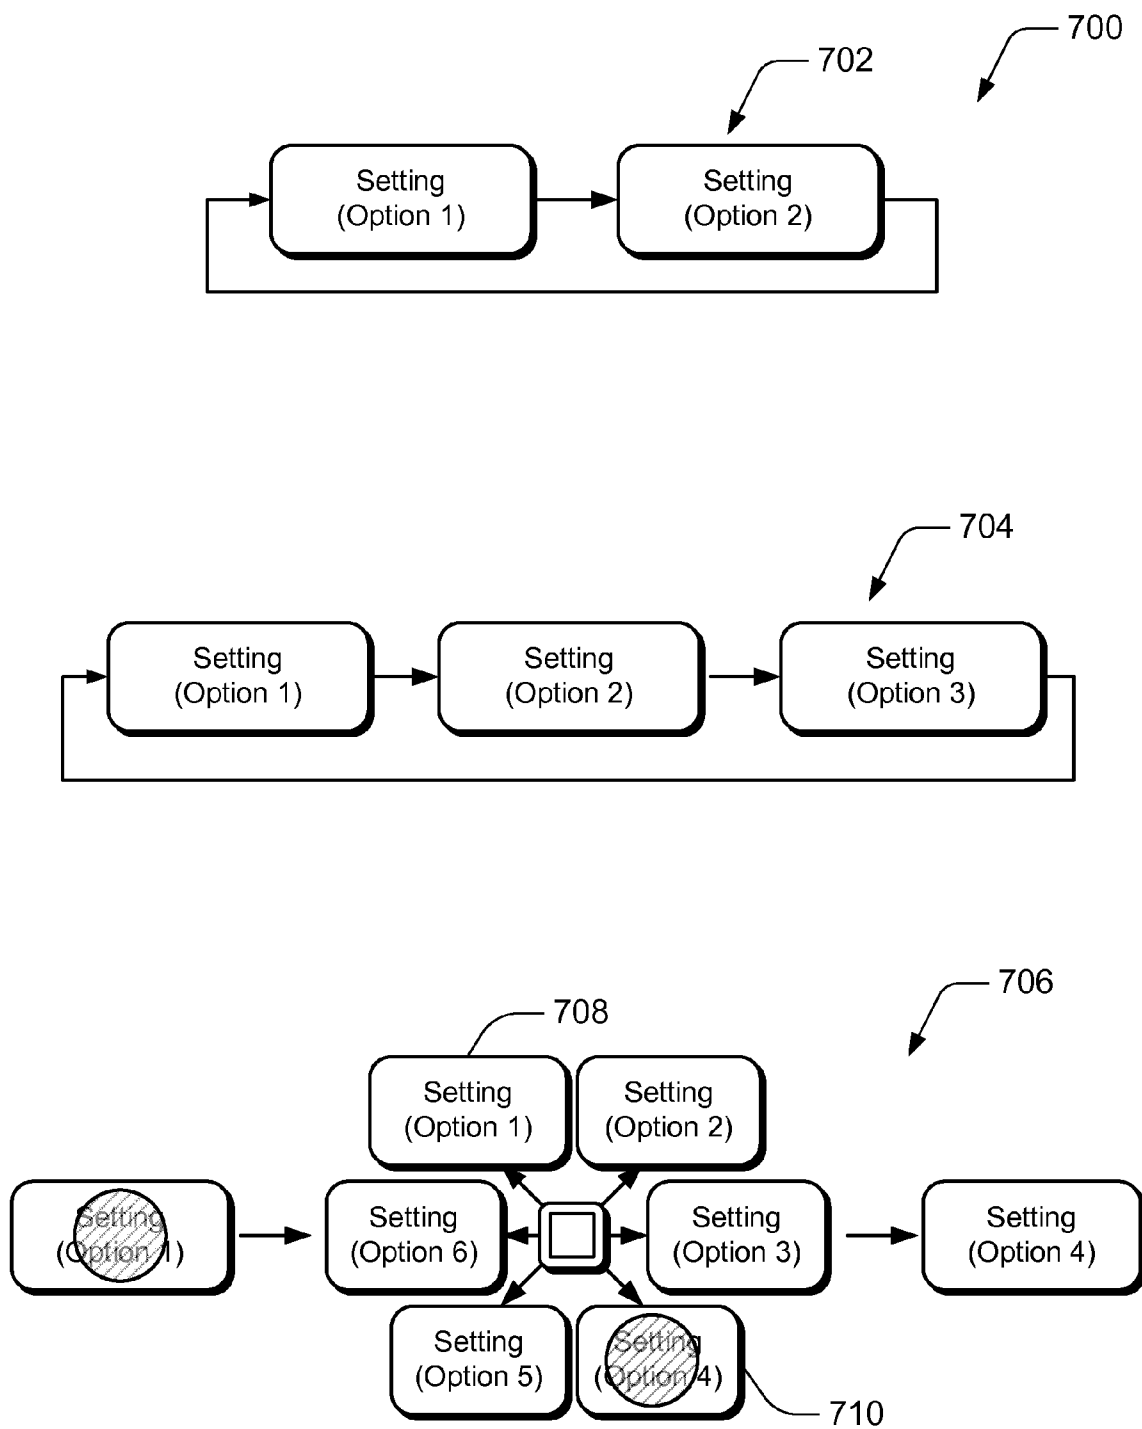 700
702
Setting
(Option 1)
Setting
(Option 2)
704
Setting
(Option 1)
Setting
(Option 2)
Setting
(Option 3)
706
708
Setting
(Option 1)
Setting
(Option 2)
Setting
(Option 1)
Setting
(Option 6)
Setting
(Option 3)
Setting
(Option 4)
Setting
(Option 5)
Setting
(Option 4)
710